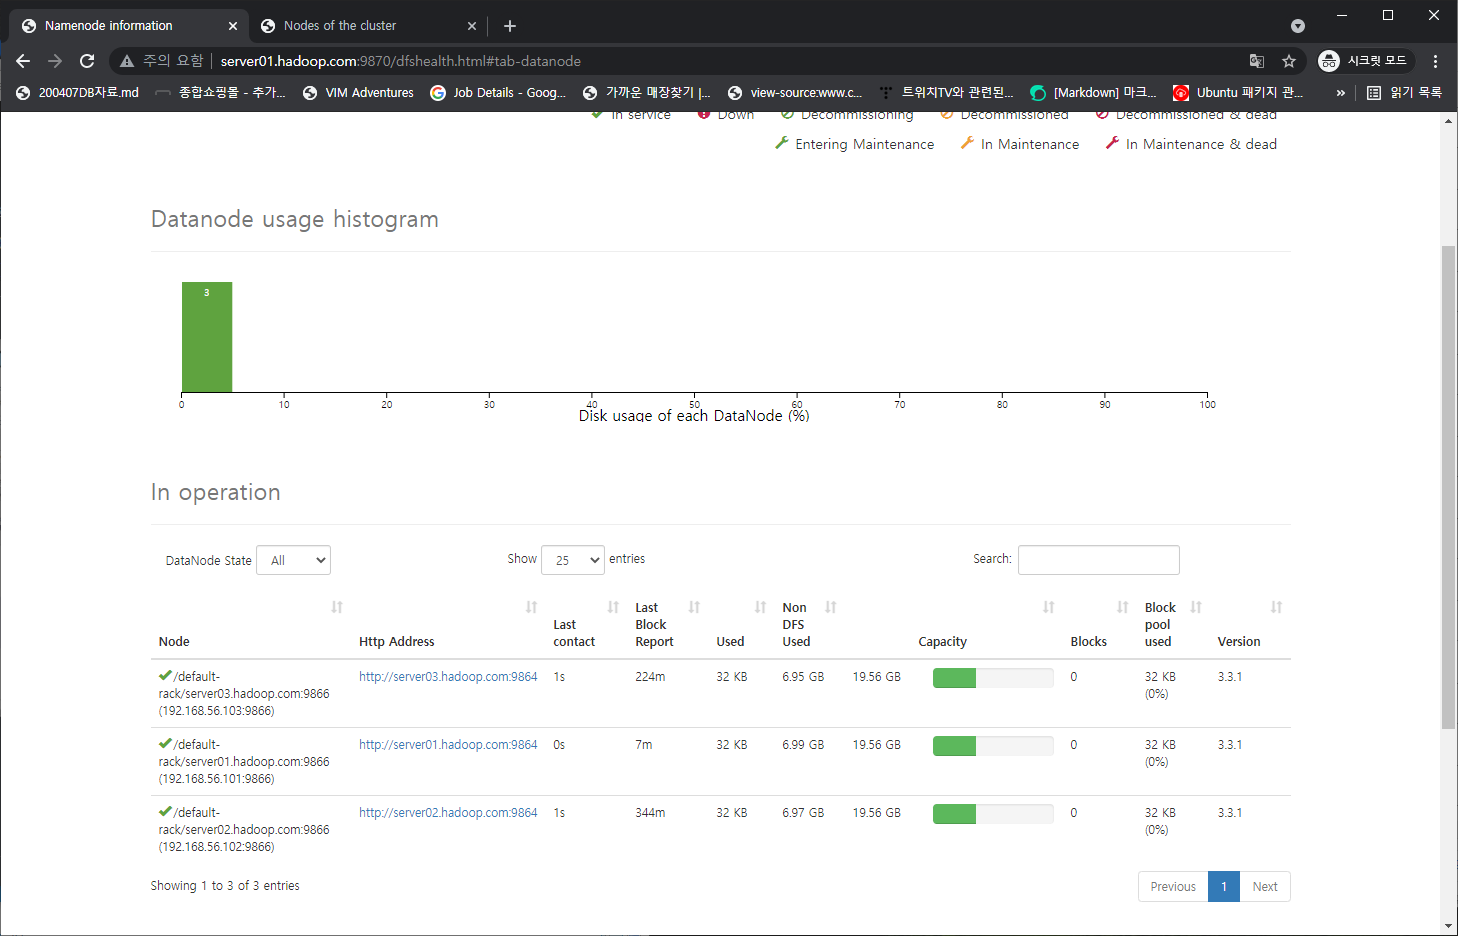 Namenode information
Nodes of the cluster
주의 요함 server01.hadoop.com:9870/dfshealth.html#tab-datanode
시크릿 모드
200407DB자료.md 종합쇼핑몰 - 추가... VIM Adventures Job Details - Goog... 가까운 매장찾기 |... view-source:www.c... 트위치TV와 관련된... [Markdown] 마크... Ubuntu 패키지 관... » 읽기 목록
In service Down Decommissioning Decommissioned Decommissioned & dead
Entering Maintenance In Maintenance In Maintenance & dead
Datanode usage histogram
3
0 10 20 30 40 50 60 70 80 90 100
Disk usage of each DataNode (%)
In operation
DataNode State All Show 25 entries Search:
Node Http Address Last contact Last Block Report Used Non DFS Used Capacity Blocks Block pool used Version
/default-rack/server03.hadoop.com:9866 (192.168.56.103:9866) http://server03.hadoop.com:9864 1s 224m 32 KB 6.95 GB 19.56 GB 0 32 KB (0%) 3.3.1
/default-rack/server01.hadoop.com:9866 (192.168.56.101:9866) http://server01.hadoop.com:9864 0s 7m 32 KB 6.99 GB 19.56 GB 0 32 KB (0%) 3.3.1
/default-rack/server02.hadoop.com:9866 (192.168.56.102:9866) http://server02.hadoop.com:9864 1s 344m 32 KB 6.97 GB 19.56 GB 0 32 KB (0%) 3.3.1
Showing 1 to 3 of 3 entries
Previous 1 Next